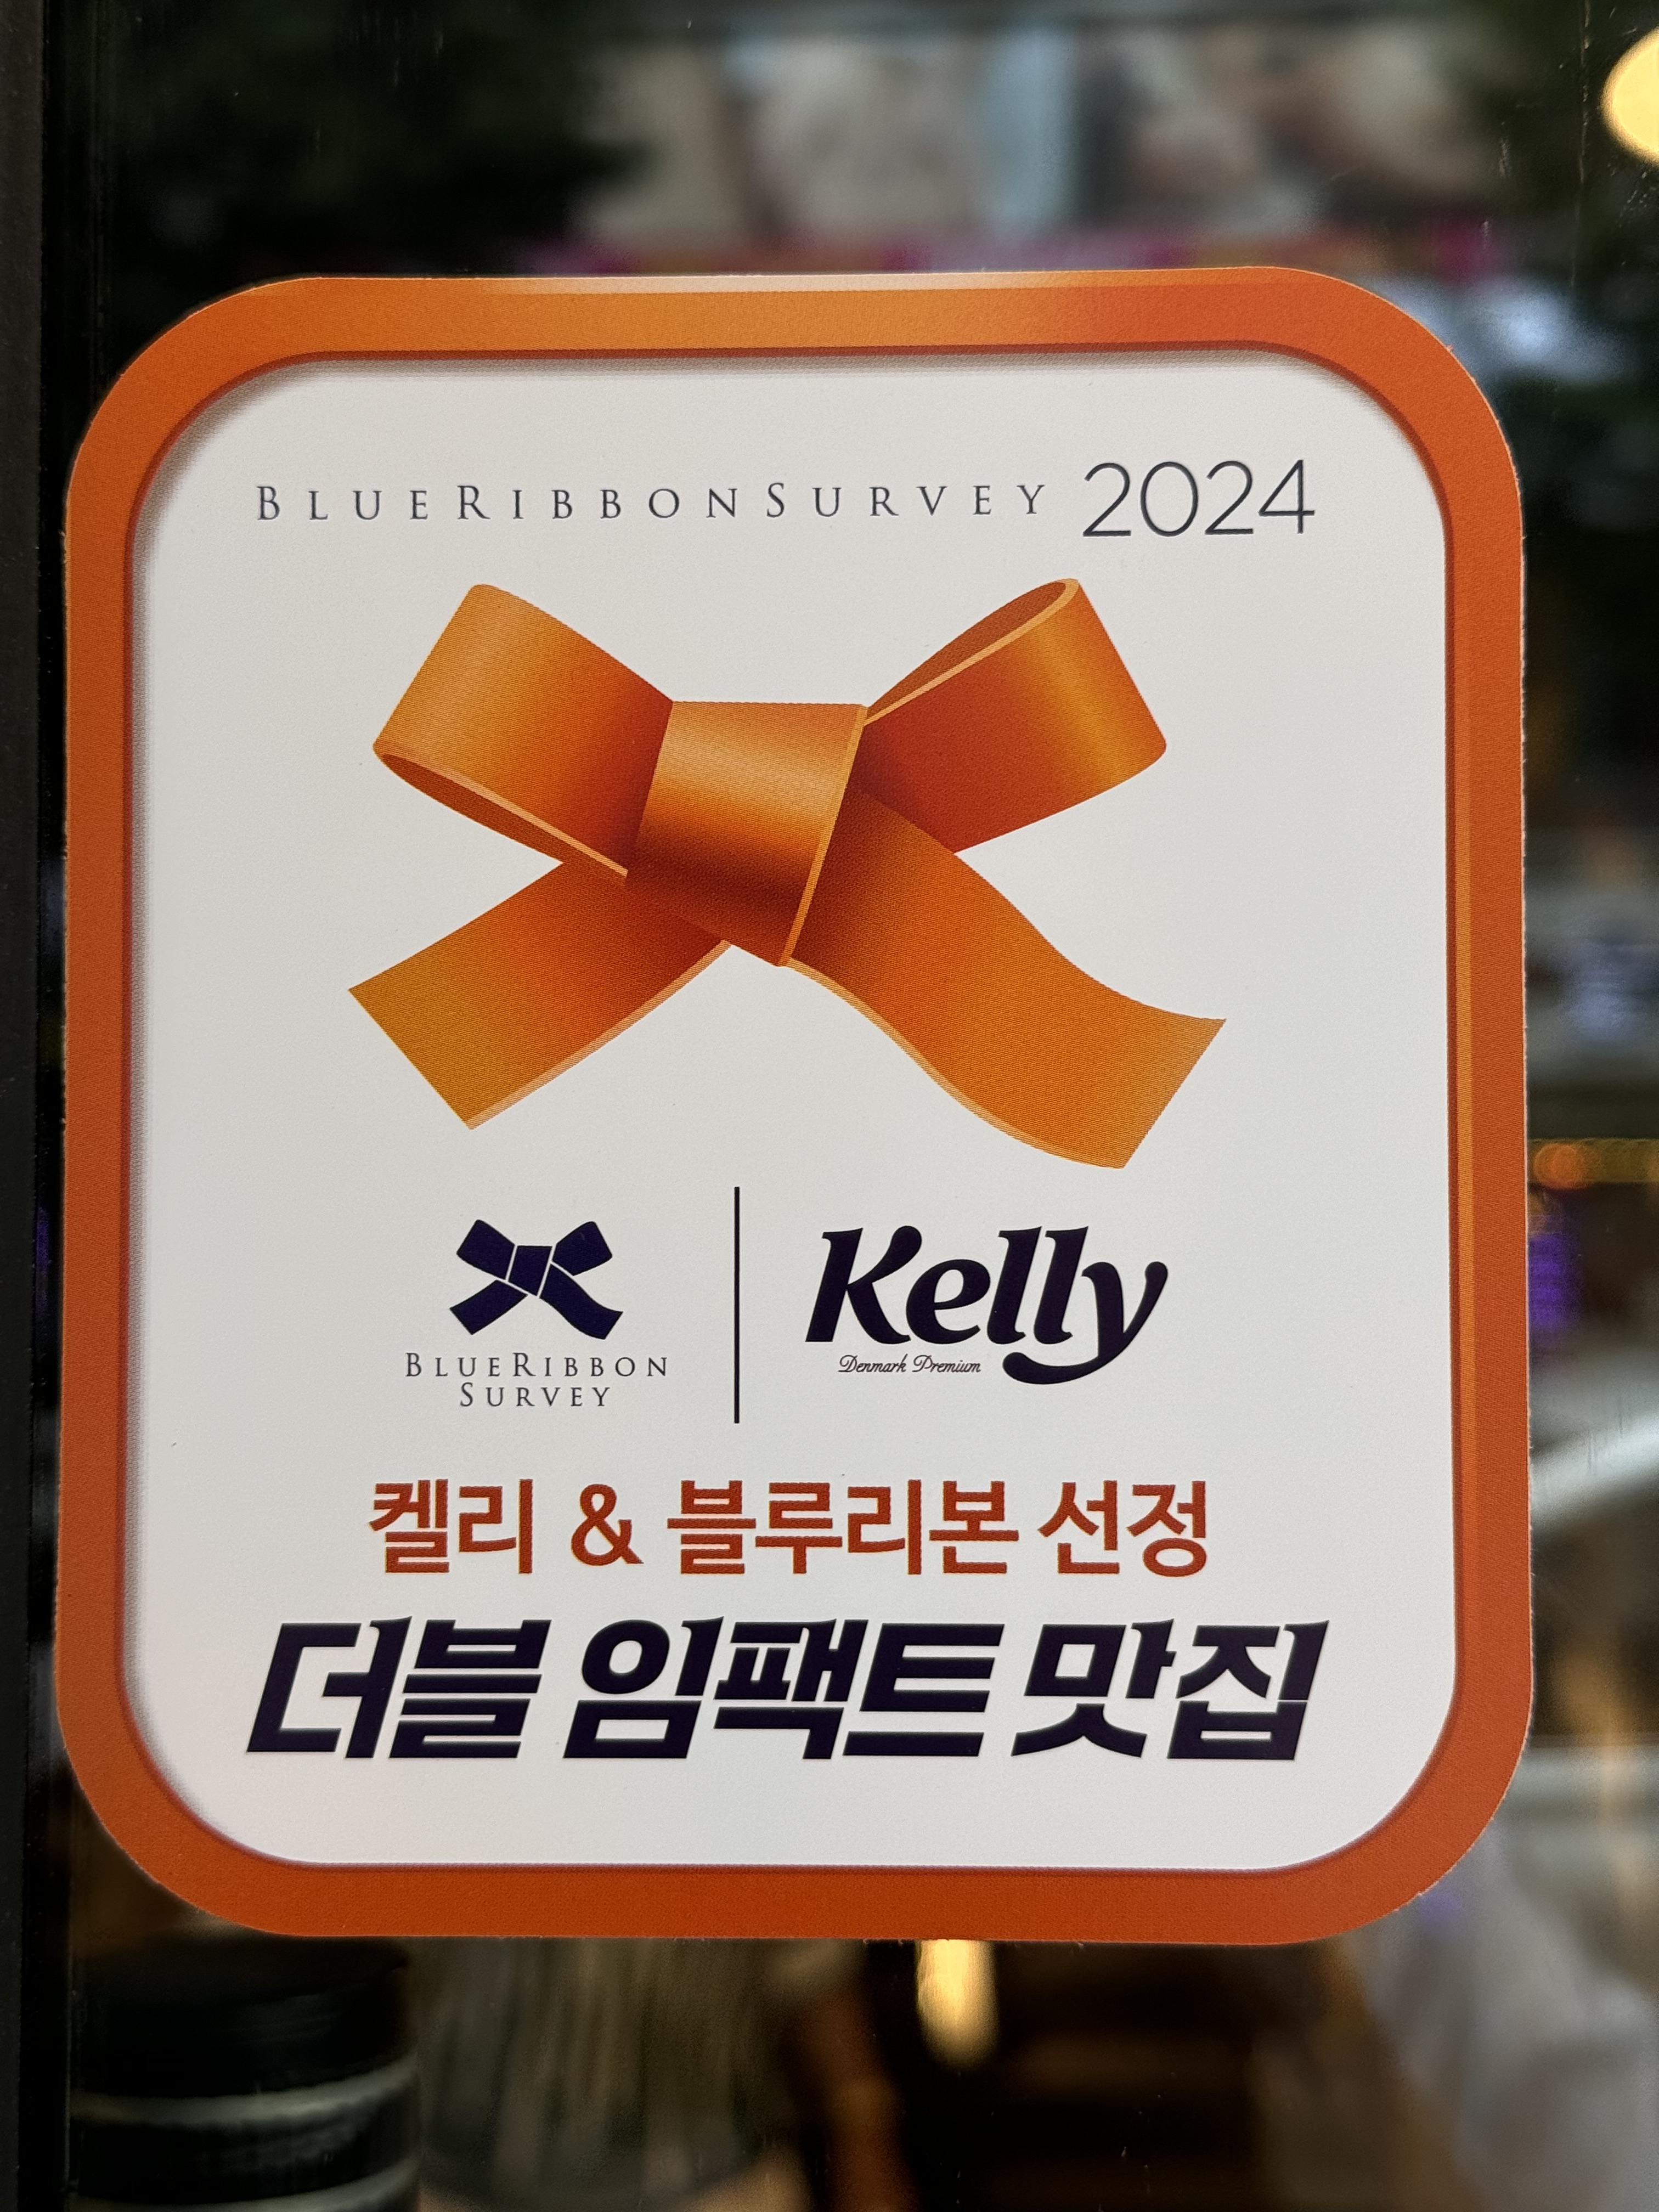 BLUERIBBONSURVEY 2024
BLUERIBBON
SURVEY
Kelly
Denmark Premium
켈리 & 블루리본 선정
더블 임팩트 맛집